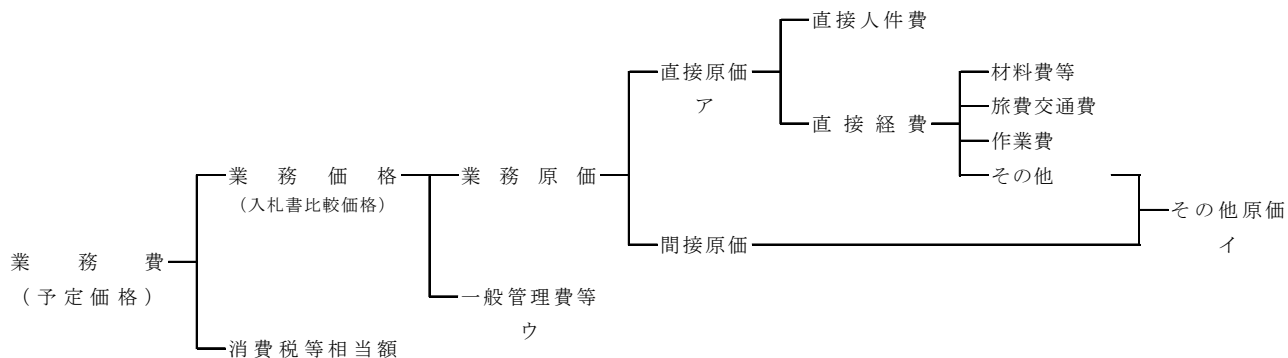 直接人件費
直接原価
ア
材料費等
旅費交通費
直接経費
作業費
業務価格
(入札書比較価格)
業務原価
その他
その他原価
イ
間接原価
業務費
(予定価格)
一般管理費等
ウ
消費税等相当額